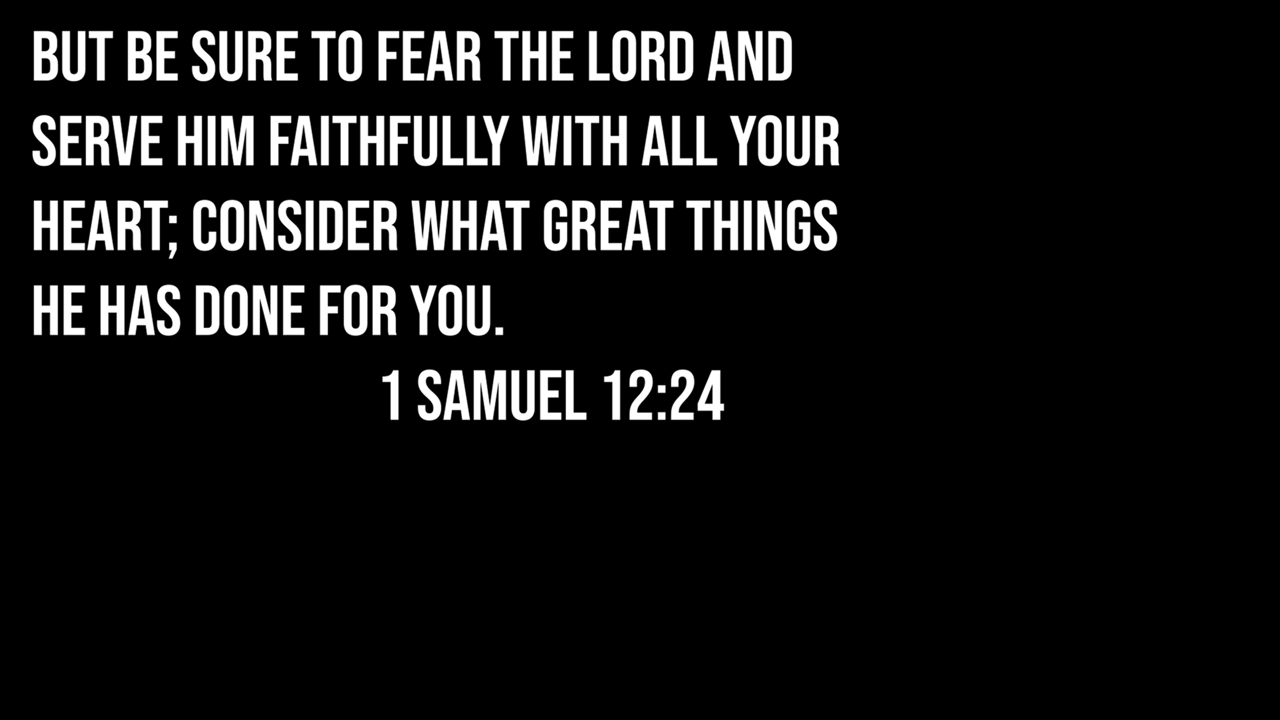 BUT BE SURE TO FEAR THE LORD AND
SERVE HIM FAITHFULLY WITH ALL YOUR
HEART; CONSIDER WHAT GREAT THINGS
HE HAS DONE FOR YOU.
1 SAMUEL 12:24